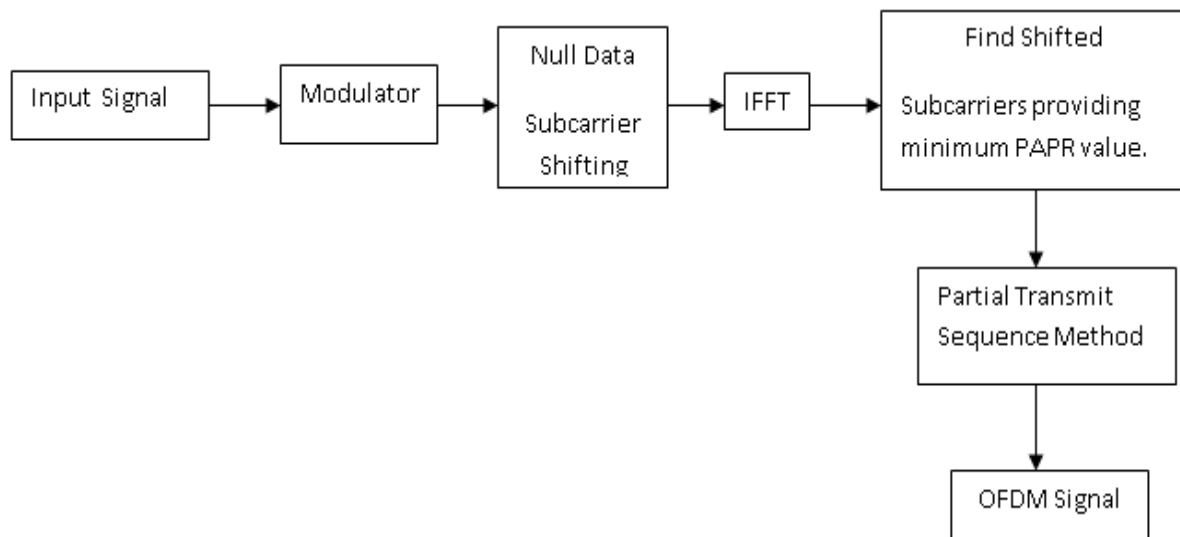 Input Signal
Modulator
Null Data
Subcarrier
Shifting
IFFT
Find Shifted
Subcarriers providing
minimum PAPR value.
Partial Transmit
Sequence Method
OFDM Signal